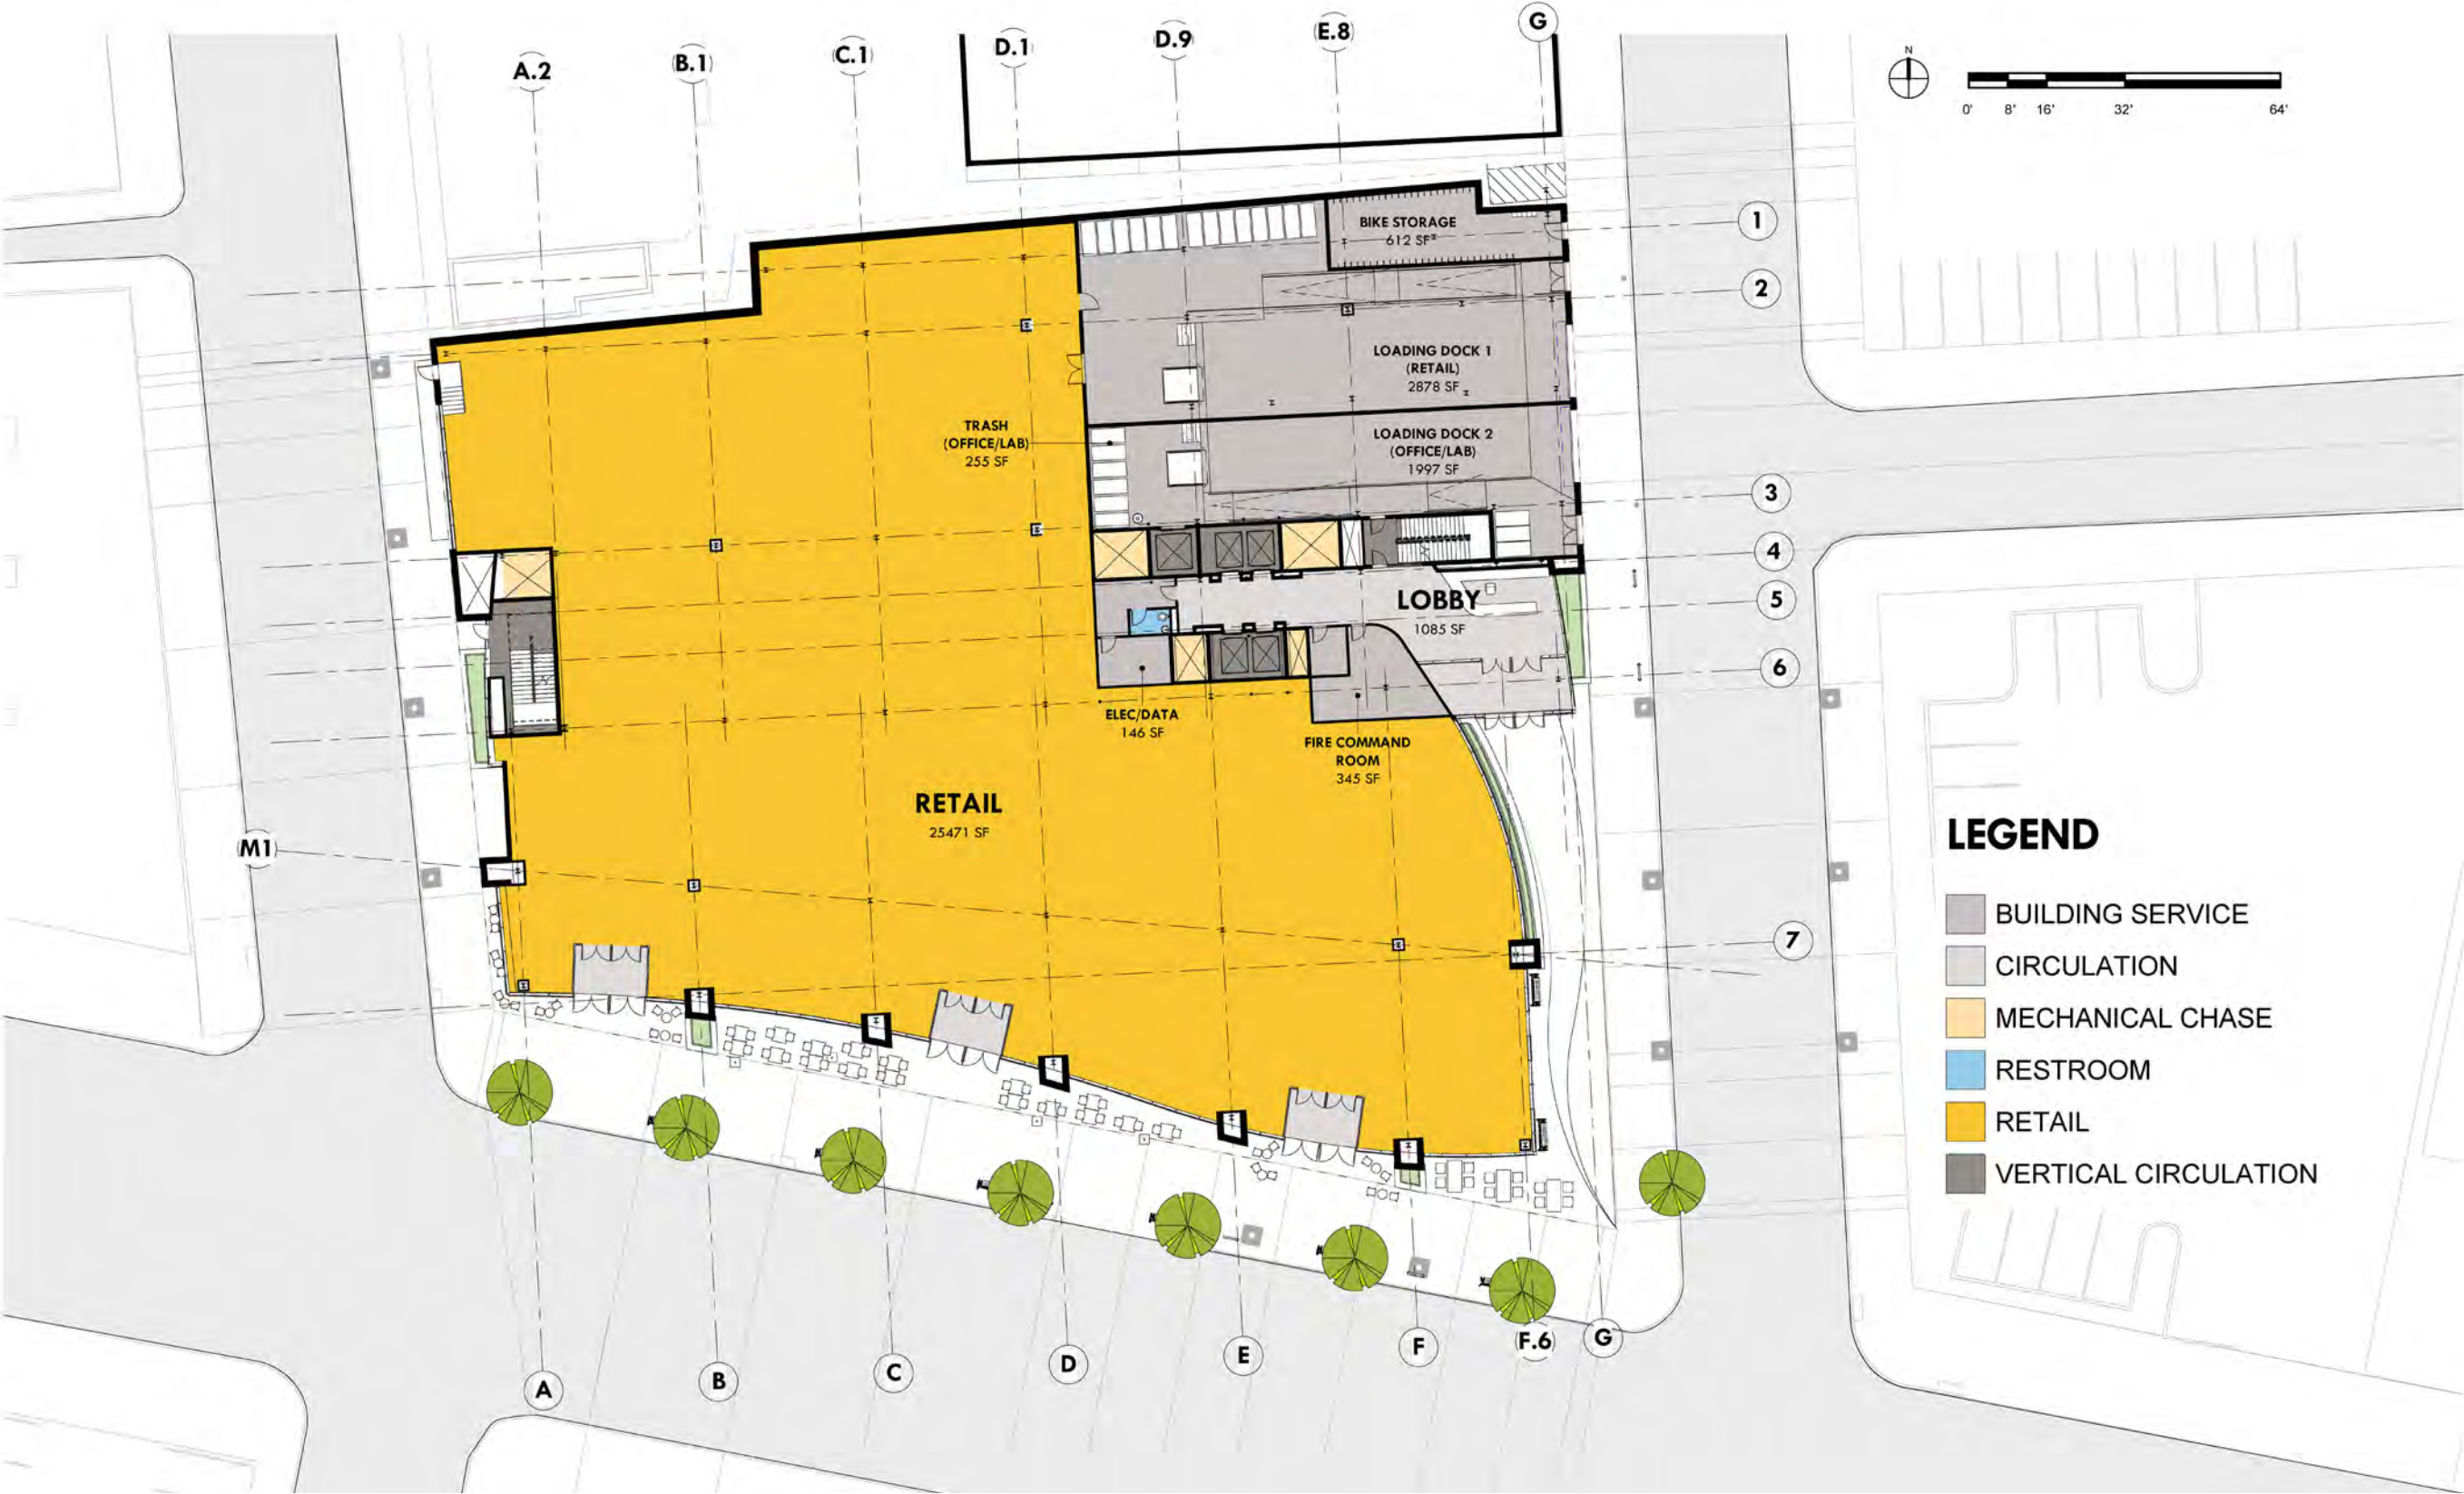 A.2
B.1
C.1
D.1
D.9
E.8
G
N
0' 8' 16' 32' 64'
BIKE STORAGE
612 SF
1
2
LOADING DOCK 1
(RETAIL)
2878 SF
TRASH
(OFFICE/LAB)
255 SF
LOADING DOCK 2
(OFFICE/LAB)
1997 SF
3
4
LOBBY
1085 SF
5
6
ELEC/DATA
146 SF
FIRE COMMAND
ROOM
345 SF
RETAIL
25471 SF
M1
7
LEGEND
BUILDING SERVICE
CIRCULATION
MECHANICAL CHASE
RESTROOM
RETAIL
VERTICAL CIRCULATION
A
B
C
D
E
F
F.6
G